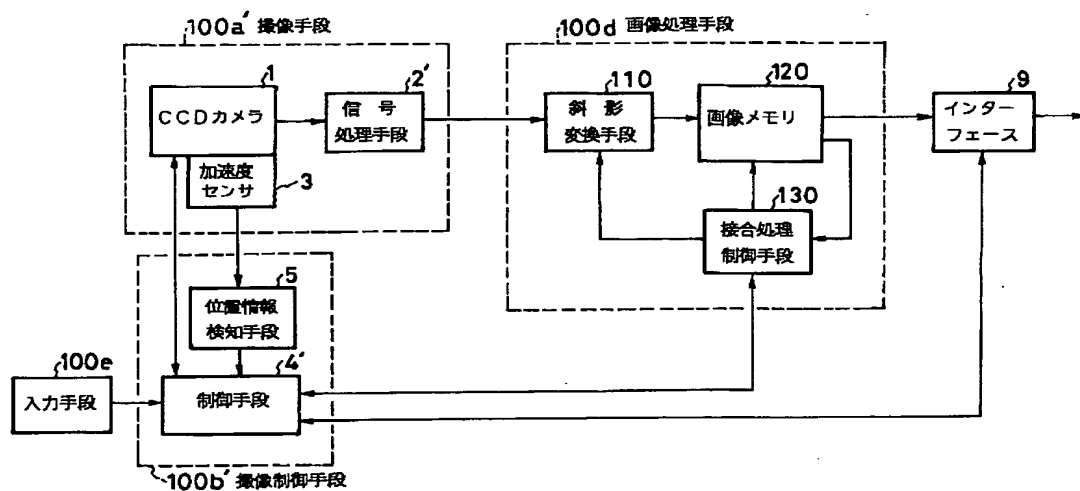 100a′ 撮像手段
100d 画像処理手段
1
CCDカメラ
2′
信号
処理手段
加速度
センサ
3
110
斜影
変換手段
120
画像メモリ
9
インター
フェース
130
接合処理
制御手段
5
位置情報
検知手段
100e
入力手段
4′
制御手段
100b′ 撮像制御手段